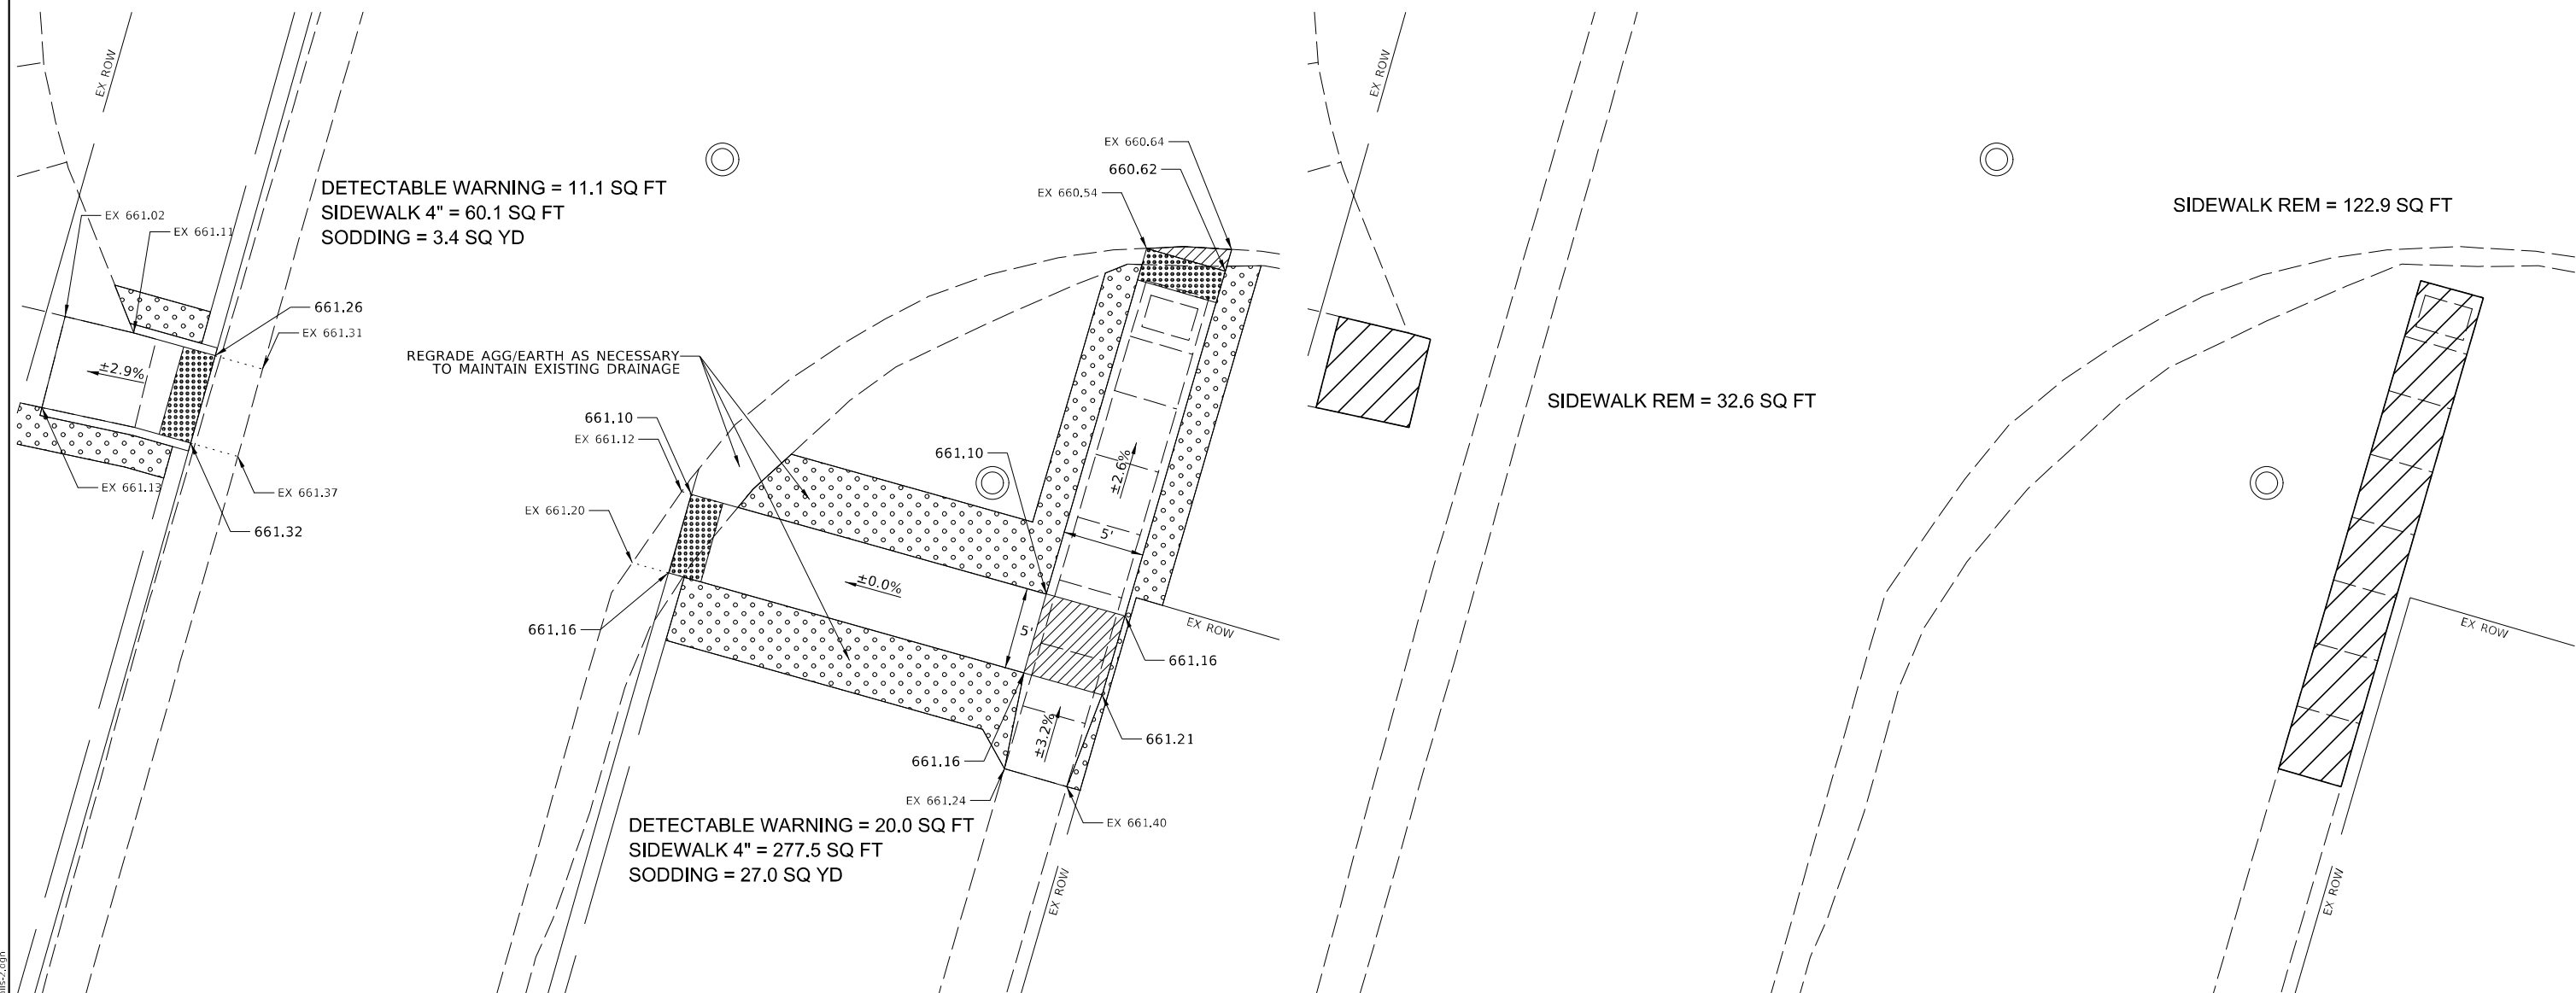 EX ROW
EX 661.02
EX 661.11
DETECTABLE WARNING = 11.1 SQ FT
SIDEWALK 4" = 60.1 SQ FT
SODDING = 3.4 SQ YD
661.26
EX 661.31
±2.9%
EX 661.13
EX 661.37
661.32
EX 660.64
660.62
EX 660.54
REGRADE AGG/EARTH AS NECESSARY
TO MAINTAIN EXISTING DRAINAGE
661.10
EX 661.12
661.10
EX 661.20
±2.6%
5'
±0.0%
5'
661.16
EX ROW
661.16
±3.2%
661.21
661.16
EX 661.24
EX 661.40
DETECTABLE WARNING = 20.0 SQ FT
SIDEWALK 4" = 277.5 SQ FT
SODDING = 27.0 SQ YD
EX ROW
EX ROW
SIDEWALK REM = 32.6 SQ FT
SIDEWALK REM = 122.9 SQ FT
EX ROW
EX ROW